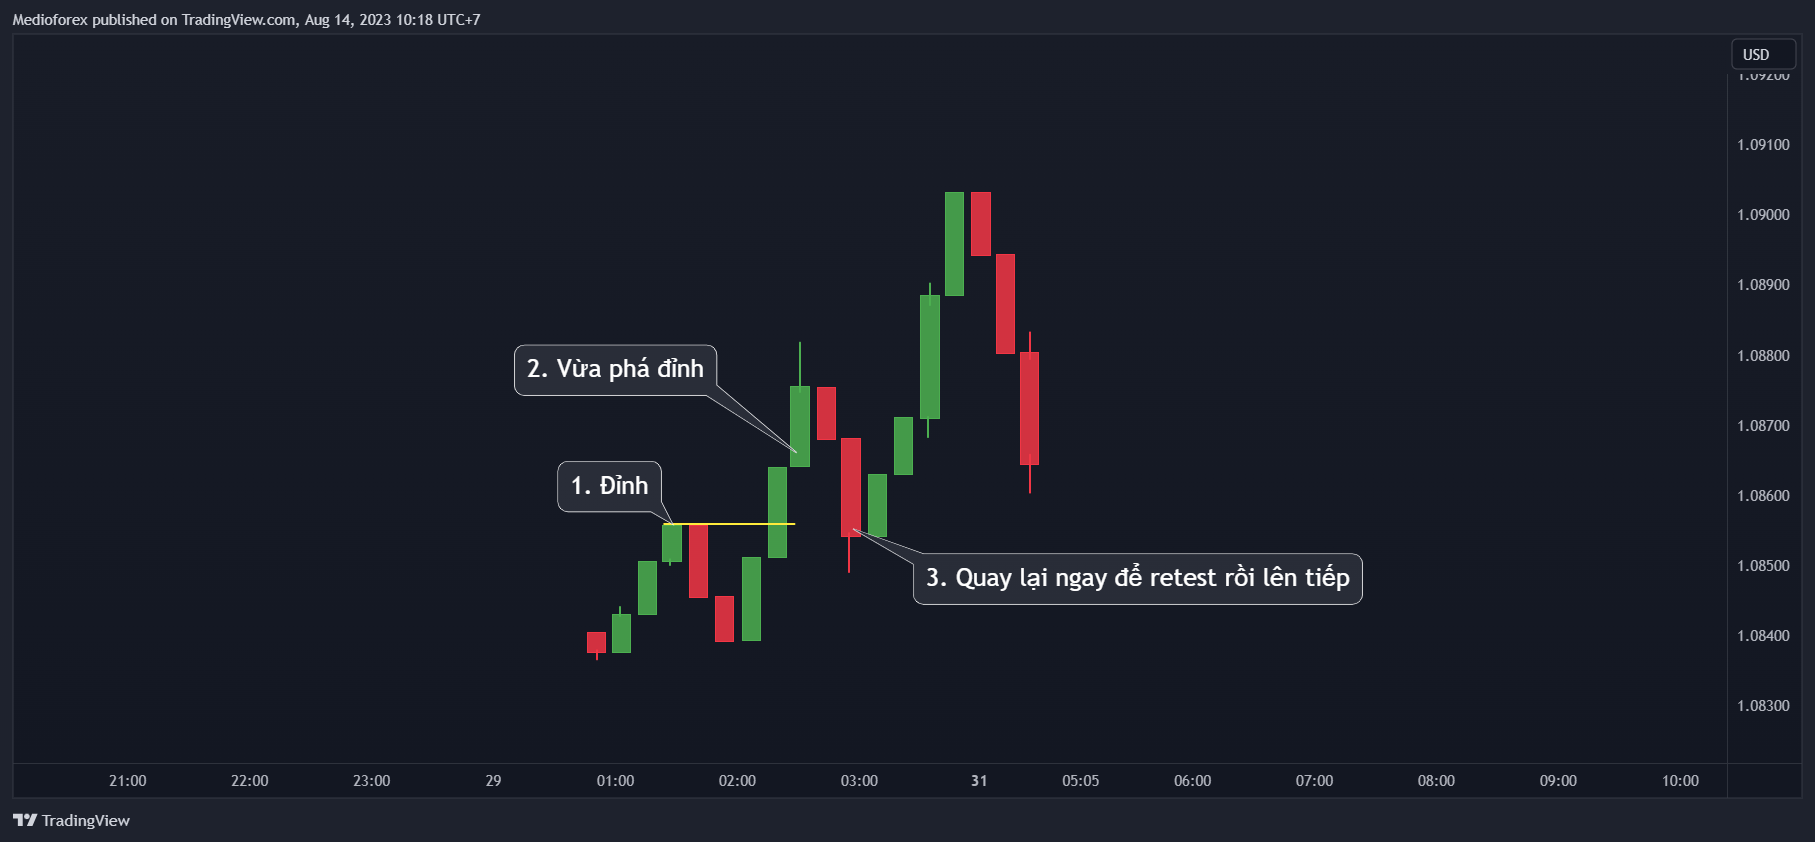 Medioforex published on TradingView.com, Aug 14, 2023 10:18 UTC+7
USD
1.09200
1.09100
1.09000
1.08900
1.08800
1.08700
1.08600
1.08500
1.08400
1.08300
2. Vừa phá đỉnh
1. Đỉnh
3. Quay lại ngay để retest rồi lên tiếp
21:00 22:00 23:00 29 01:00 02:00 03:00 31 05:05 06:00 07:00 08:00 09:00 10:00
TradingView